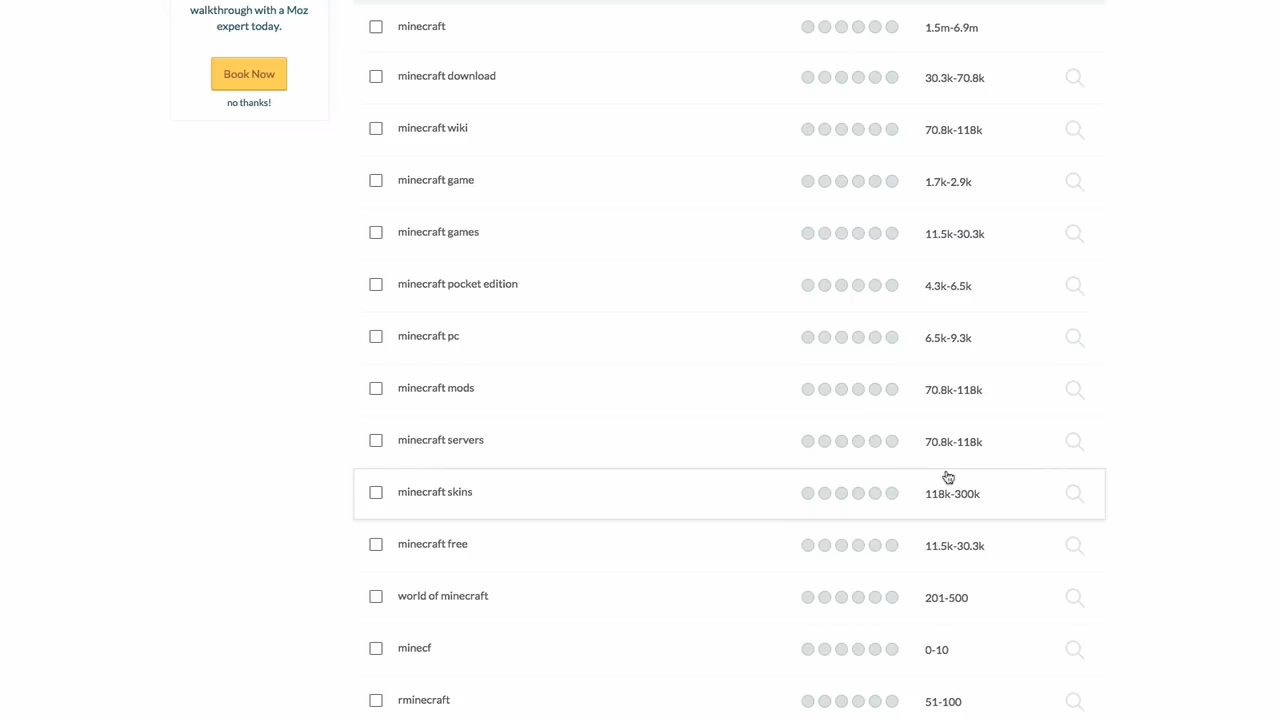 walkthrough with a Moz
expert today.
Book Now
no thanks!
minecraft 1.5m-6.9m
minecraft download 30.3k-70.8k
minecraft wiki 70.8k-118k
minecraft game 1.7k-2.9k
minecraft games 11.5k-30.3k
minecraft pocket edition 4.3k-6.5k
minecraft pc 6.5k-9.3k
minecraft mods 70.8k-118k
minecraft servers 70.8k-118k
minecraft skins 118k-300k
minecraft free 11.5k-30.3k
world of minecraft 201-500
minecf 0-10
rminecraft 51-100